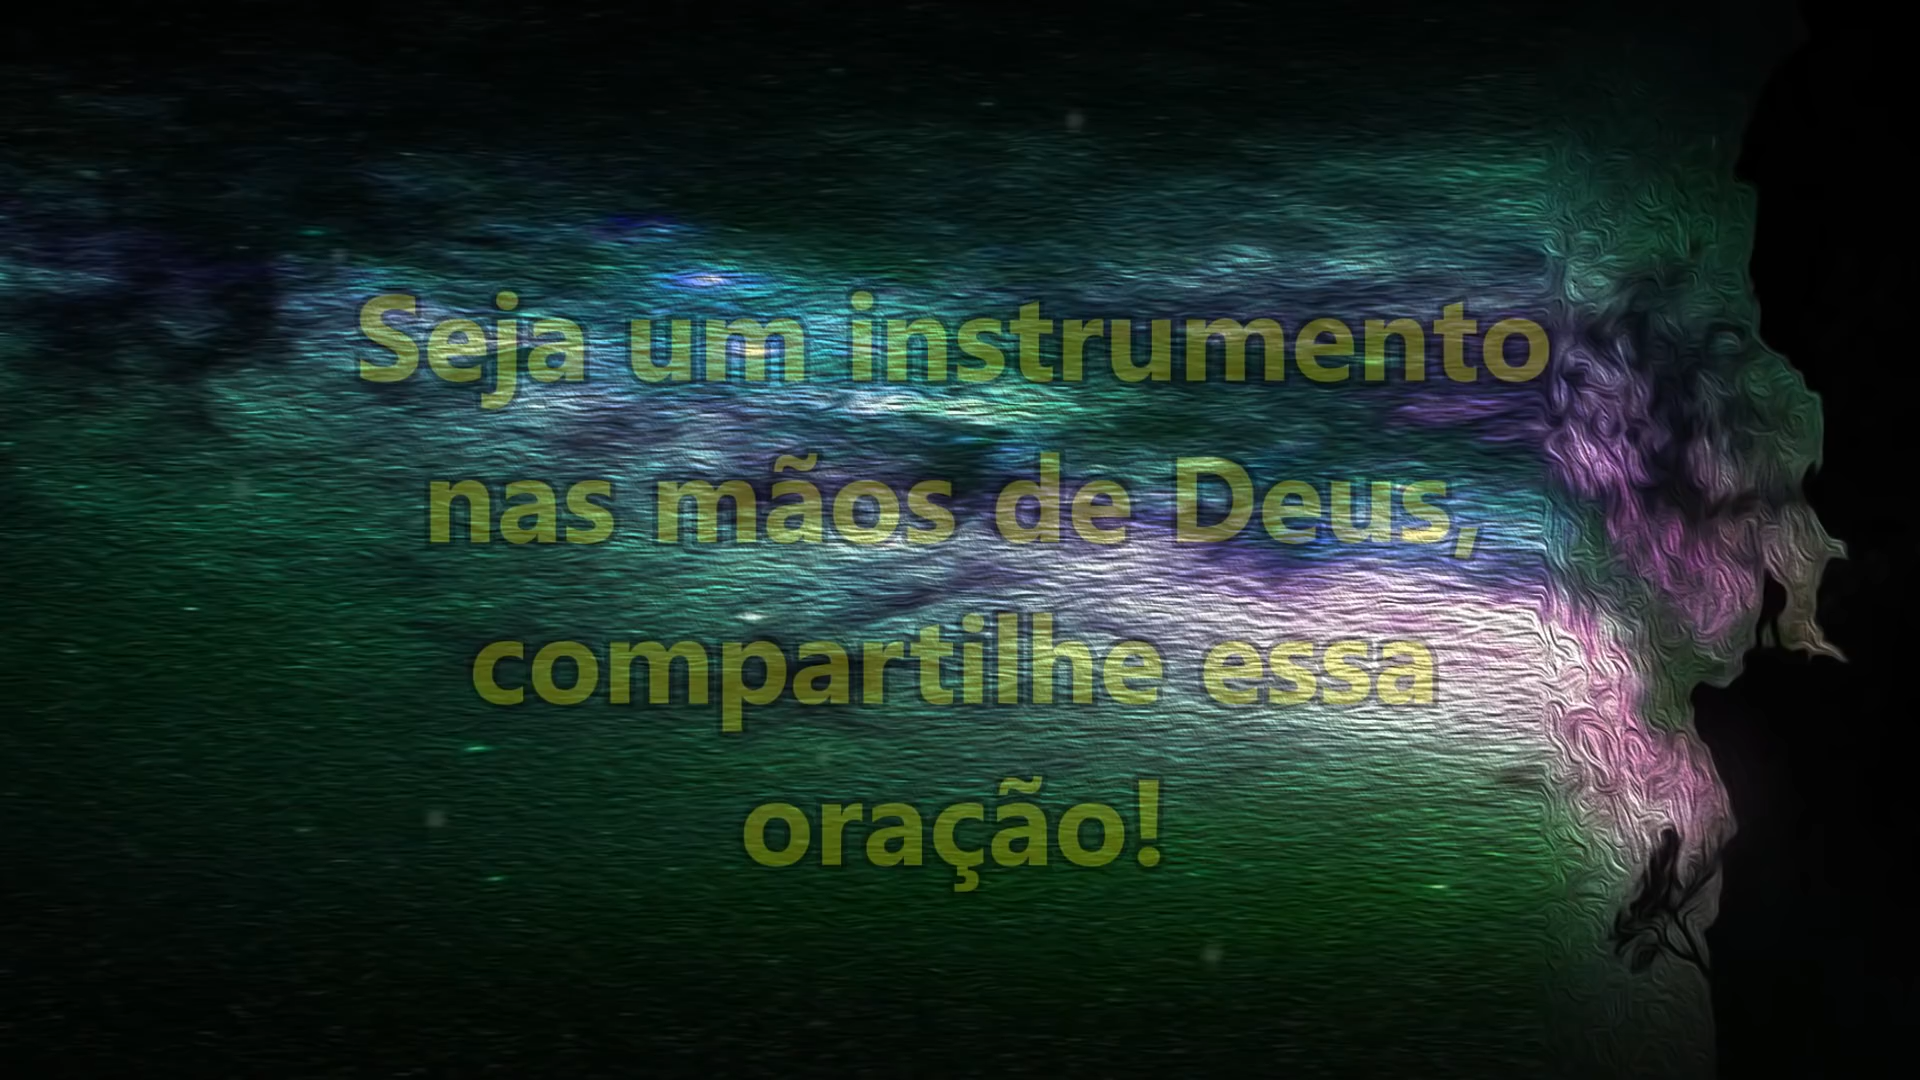 Seja um instrumento
nas mãos de Deus,
compartilhe essa
oração!